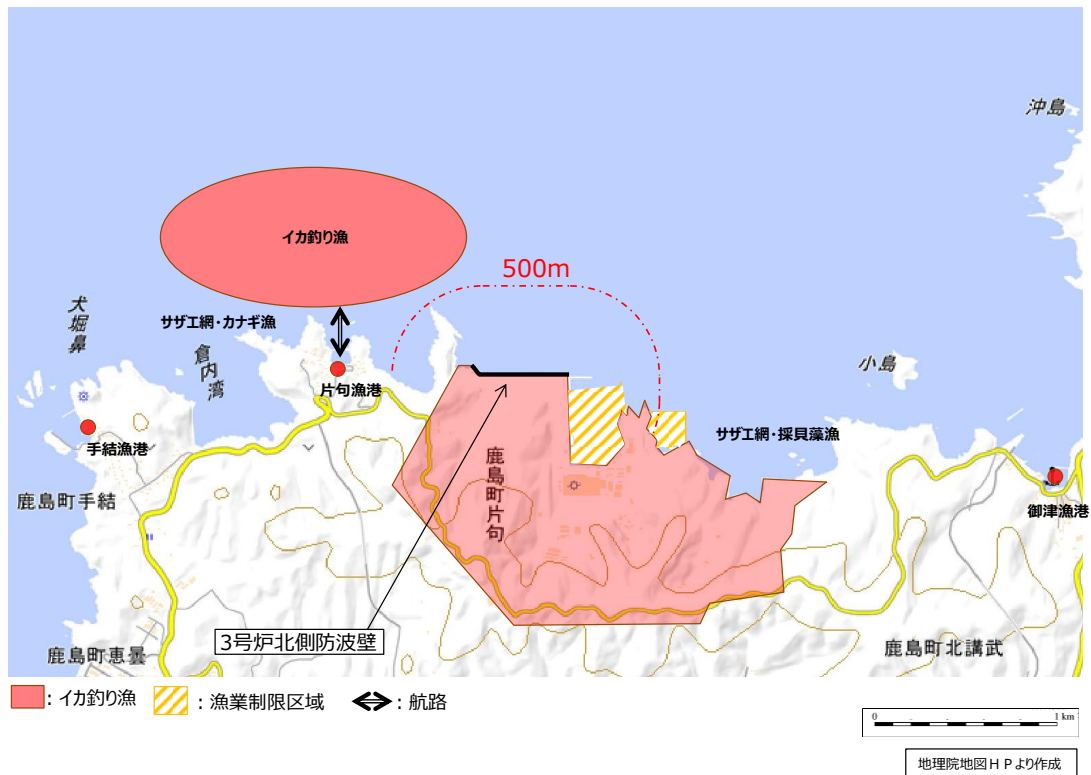 沖島
イカ釣り漁
500m
犬堀鼻
サザエ網・カナギ漁
倉内湾
小島
片句漁港
手結漁港
サザエ網・採貝藻漁
鹿島町片句
鹿島町手結
御津漁港
3号炉北側防波壁
鹿島町恵曇
鹿島町北講武
：イカ釣り漁 ：漁業制限区域 ：航路
0 1 km
地理院地図ＨＰより作成